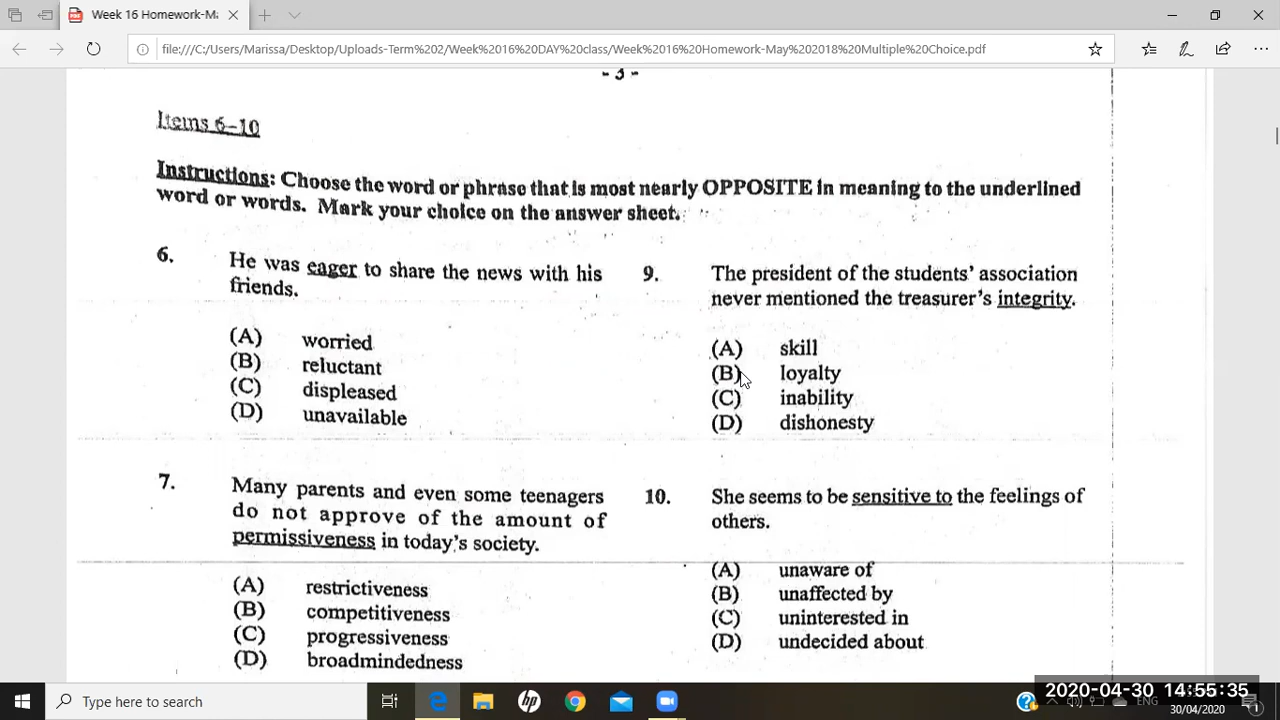 Week 16 Homework-Ma
file:///C:/Users/Marissa/Desktop/Uploads-Term%202/Week%2016%20DAY%20class/Week%2016%20Homework-May%202018%20Multiple%20Choice.pdf
- 3 -
Items 6–10
Instructions: Choose the word or phrase that is most nearly OPPOSITE in meaning to the underlined
word or words. Mark your choice on the answer sheet.
6.
He was eager to share the news with his
friends.
(A) worried
(B) reluctant
(C) displeased
(D) unavailable
7.
Many parents and even some teenagers
do not approve of the amount of
permissiveness in today's society.
(A) restrictiveness
(B) competitiveness
(C) progressiveness
(D) broadmindedness
9.
The president of the students' association
never mentioned the treasurer's integrity.
(A) skill
(B) loyalty
(C) inability
(D) dishonesty
10.
She seems to be sensitive to the feelings of
others.
(A) unaware of
(B) unaffected by
(C) uninterested in
(D) undecided about
Type here to search
hp
2020-04-30 14:55:35
ENG
30/04/2020